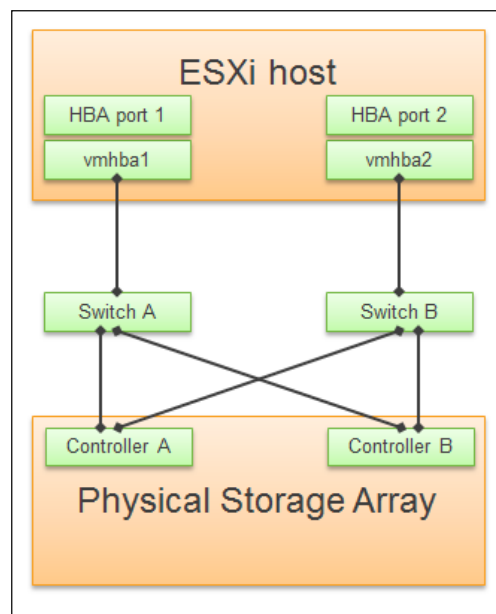 ESXi host
HBA port 1
HBA port 2
vmhba1
vmhba2
Switch A
Switch B
Controller A
Controller B
Physical Storage Array